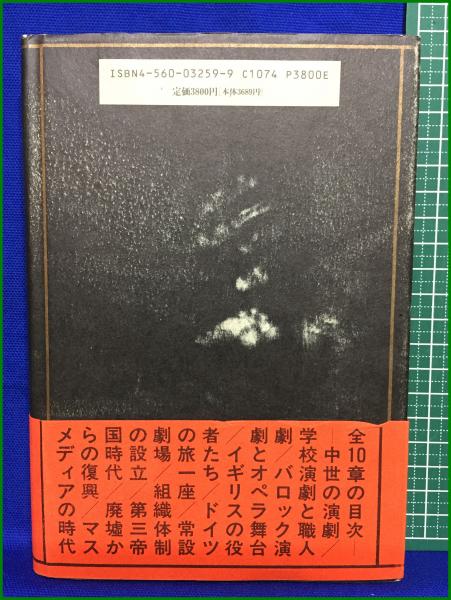 ISBN4-560-03259-9 C1074 P3800E
定価3800円[本体3689円]
全10章の目次—
—中世の演劇/
学校演劇と職人
劇/バロック演
劇とオペラ舞台
/イギリスの役
者たち/ドイツ
の旅一座/常設
劇場/組織体制
の設立/第三帝
国時代/廃墟か
らの復興/マス
メディアの時代